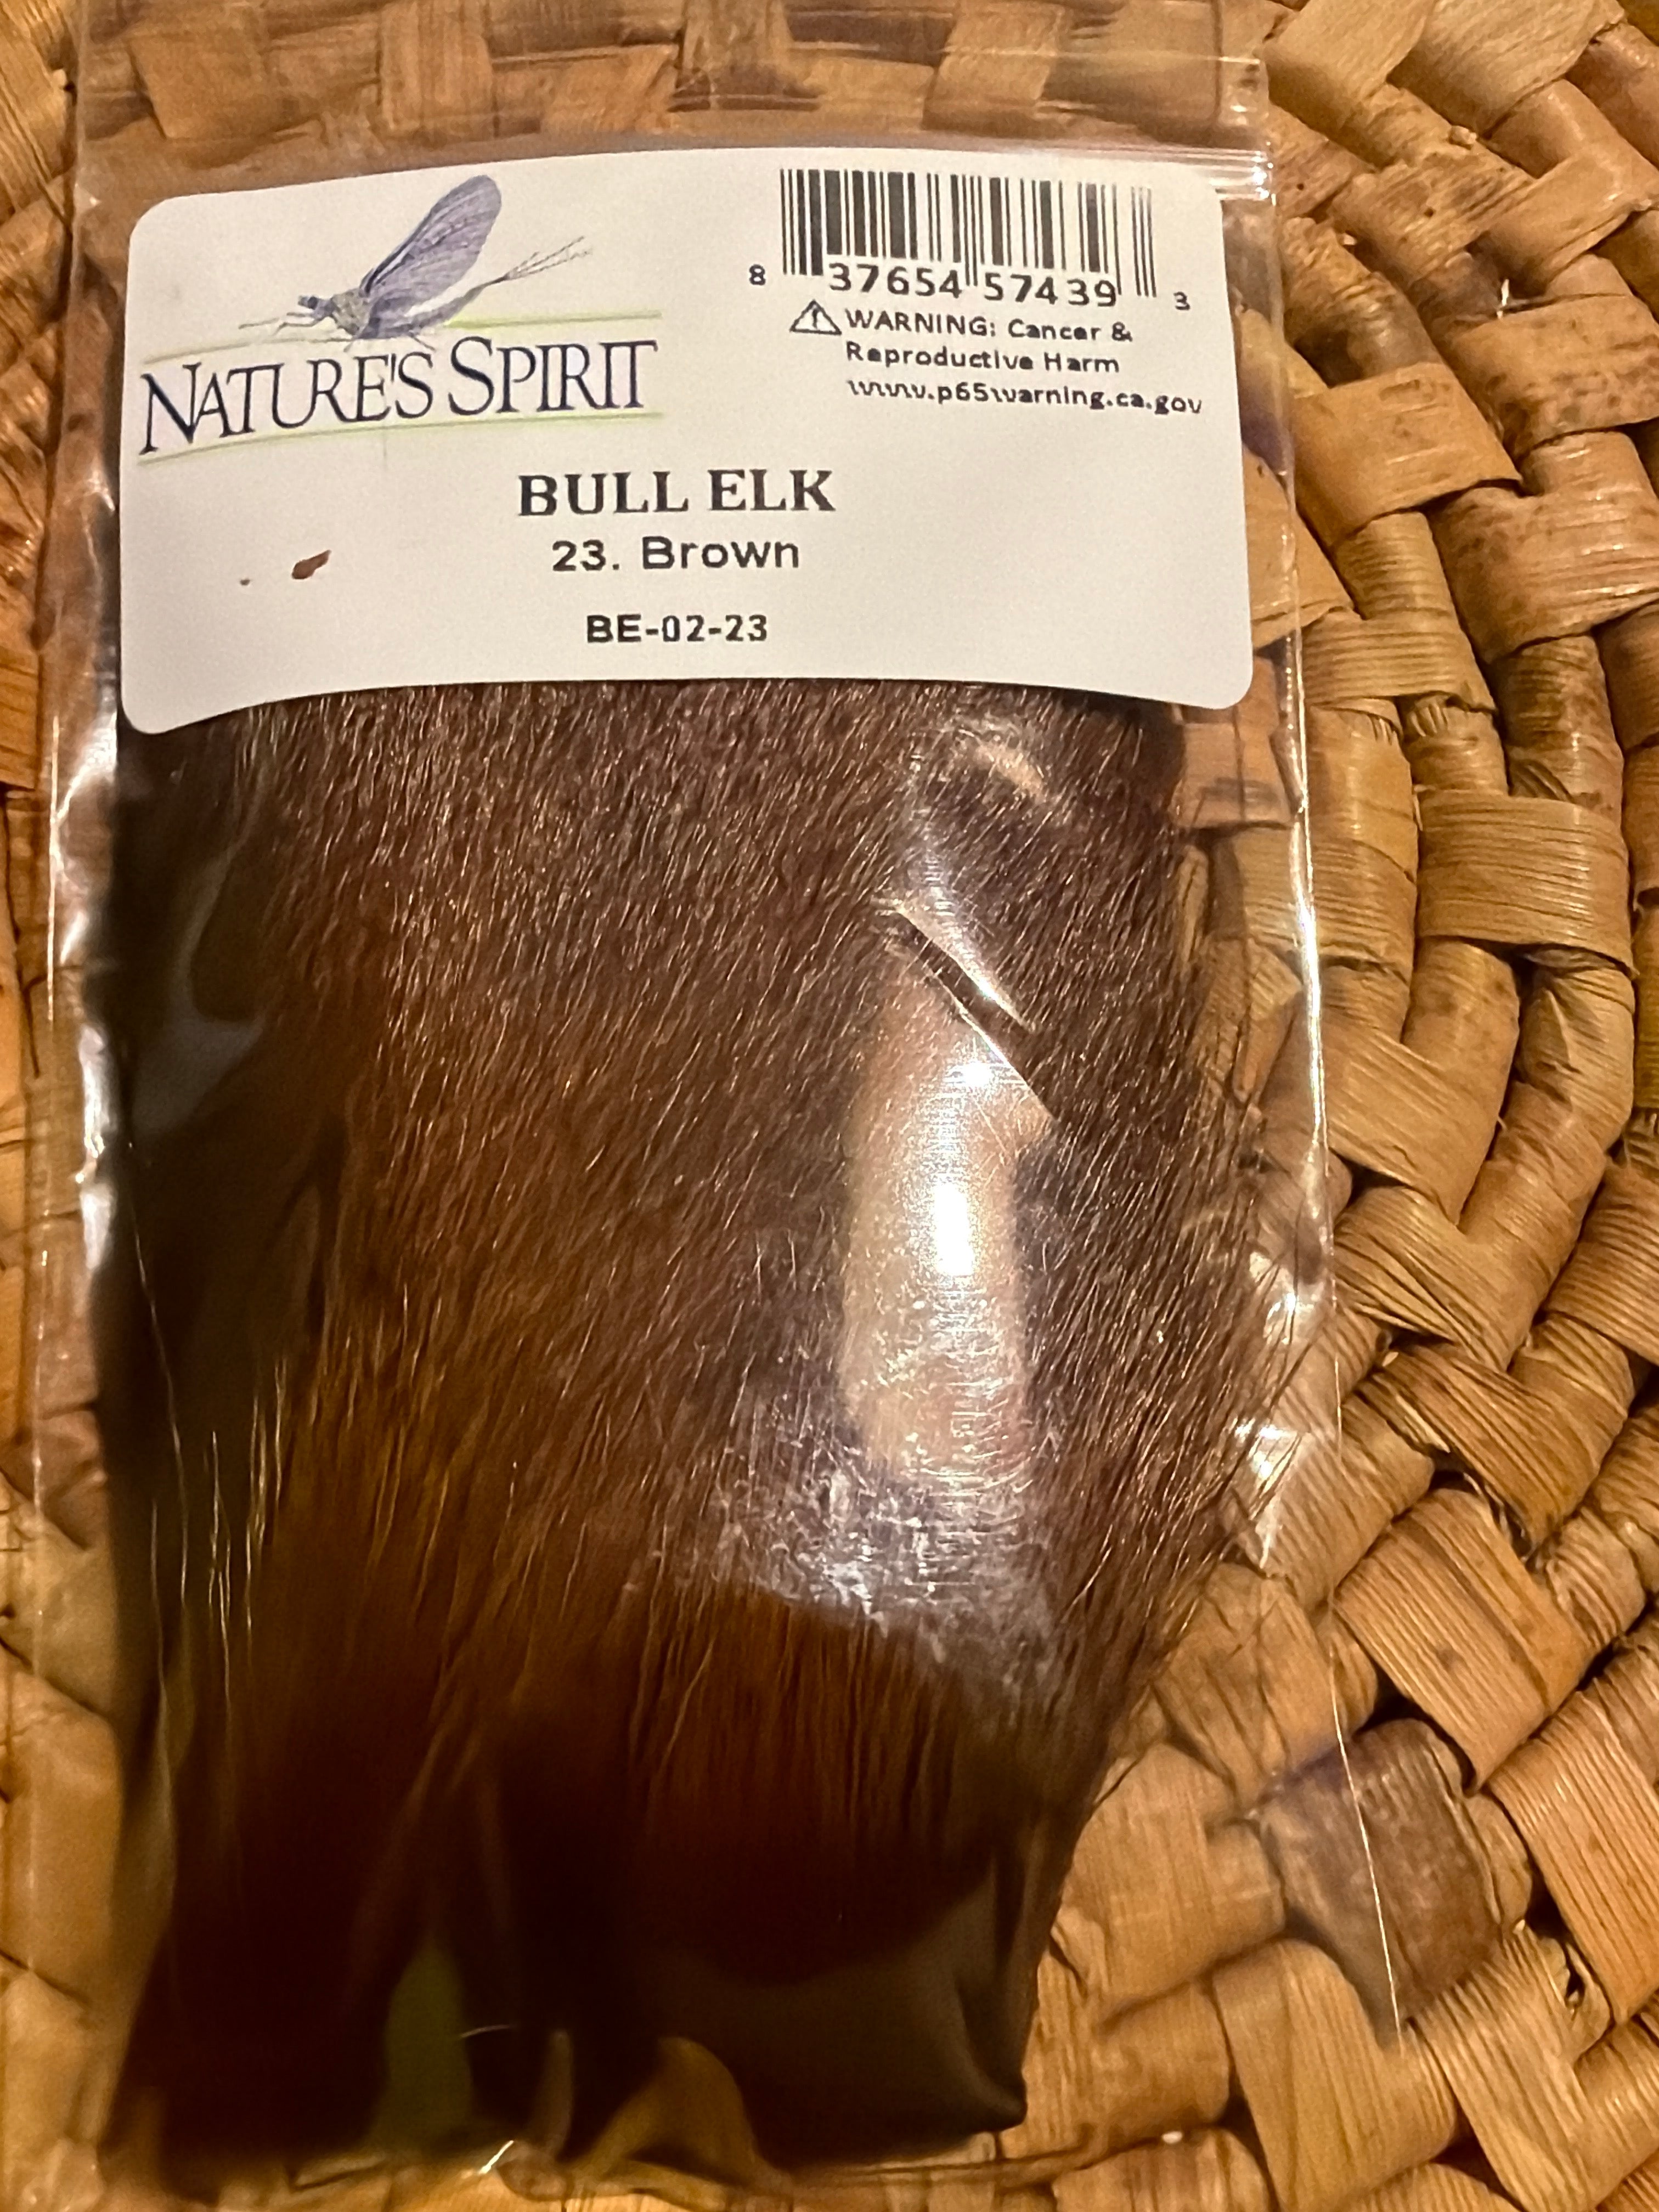 NATURE'S SPIRIT
8 37654 57439 3
WARNING: Cancer &
Reproductive Harm
www.p65warning.ca.gov
BULL ELK
23. Brown
BE-02-23